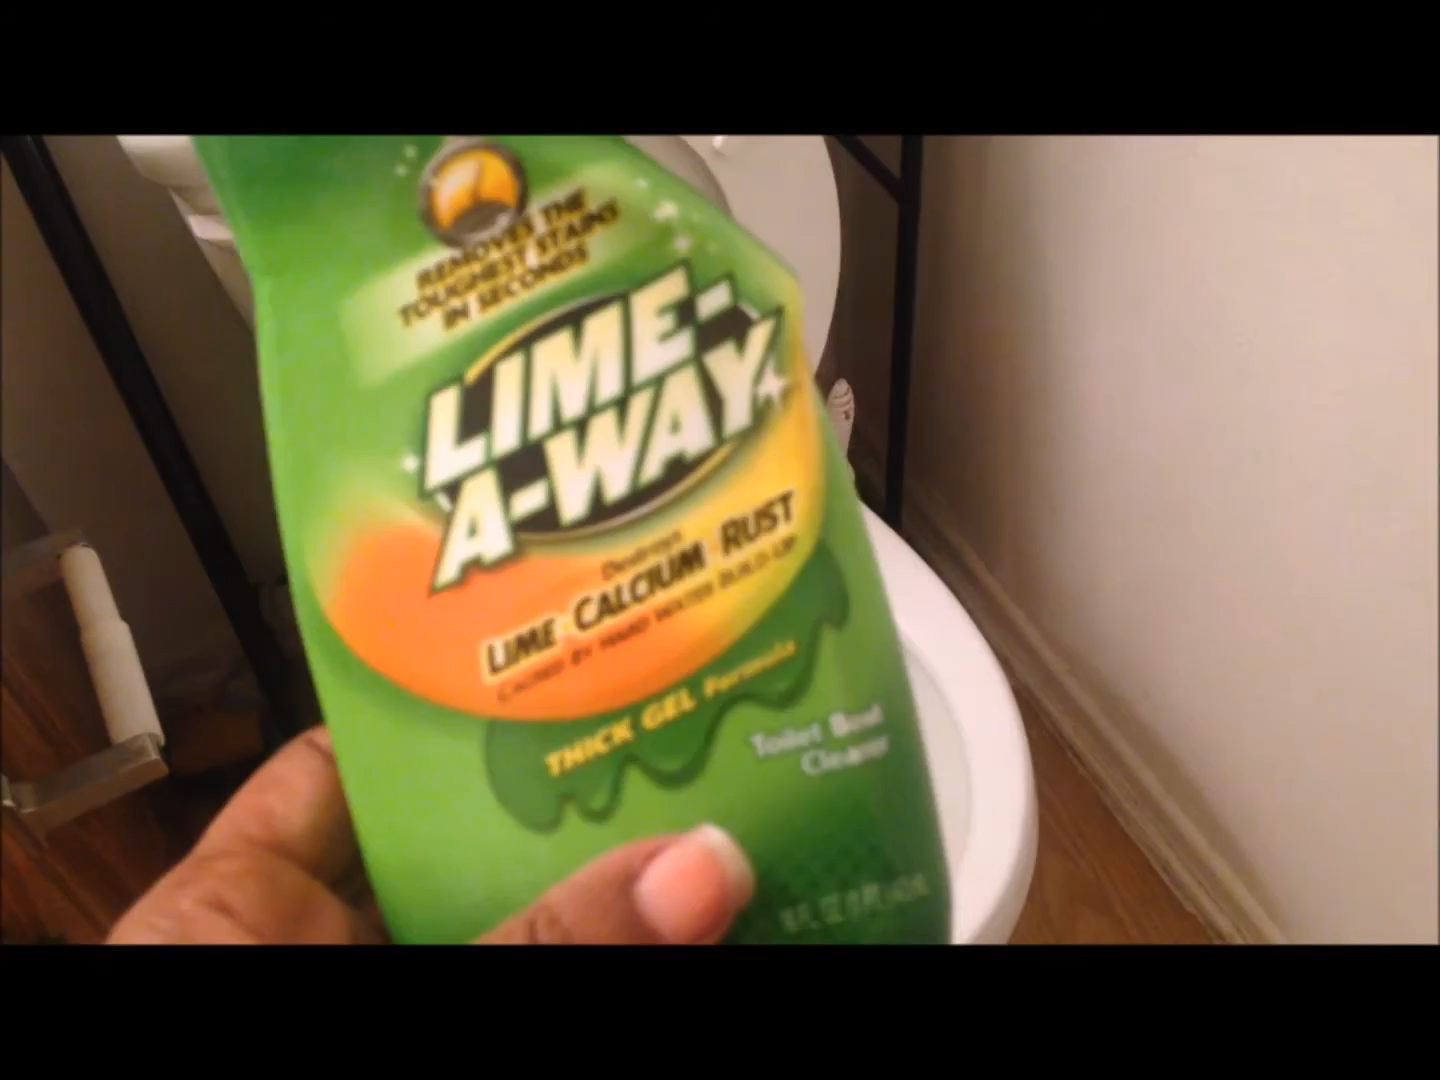 REMOVES THE
TOUGHEST STAINS
IN SECONDS
LIME-
A-WAY
Destroys
LIME CALCIUM RUST
CAUSED BY HARD WATER BUILD-UP
THICK GEL Formula
Toilet Bowl
Cleaner